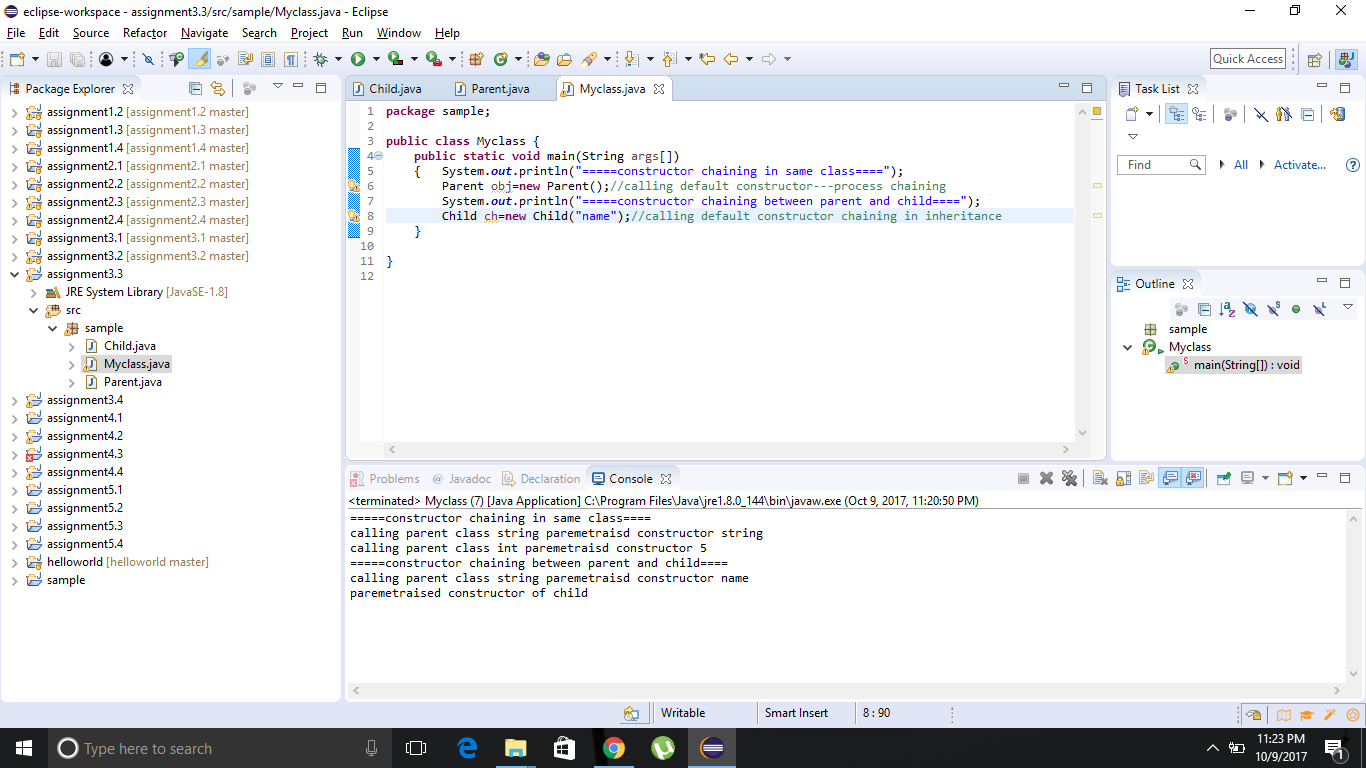 eclipse-workspace - assignment3.3/src/sample/Myclass.java - Eclipse
File Edit Source Refactor Navigate Search Project Run Window Help
Quick Access
Package Explorer
assignment1.2 [assignment1.2 master]
assignment1.3 [assignment1.3 master]
assignment1.4 [assignment1.4 master]
assignment2.1 [assignment2.1 master]
assignment2.2 [assignment2.2 master]
assignment2.3 [assignment2.3 master]
assignment2.4 [assignment2.4 master]
assignment3.1 [assignment3.1 master]
assignment3.2 [assignment3.2 master]
assignment3.3
JRE System Library [JavaSE-1.8]
src
sample
Child.java
Myclass.java
Parent.java
assignment3.4
assignment4.1
assignment4.2
assignment4.3
assignment4.4
assignment5.1
assignment5.2
assignment5.3
assignment5.4
helloworld [helloworld master]
sample
Child.java Parent.java Myclass.java
1 package sample;
2
3 public class Myclass {
4 public static void main(String args[])
5 { System.out.println("=====constructor chaining in same class====");
6 Parent obj=new Parent();//calling default constructor---process chaining
7 System.out.println("=====constructor chaining between parent and child====");
8 Child ch=new Child("name");//calling default constructor chaining in inheritance
9 }
10
11 }
12
Task List
Find All Activate...
Outline
sample
Myclass
main(String[]) : void
Problems @ Javadoc Declaration Console
<terminated> Myclass (7) [Java Application] C:\Program Files\Java\jre1.8.0_144\bin\javaw.exe (Oct 9, 2017, 11:20:50 PM)
=====constructor chaining in same class====
calling parent class string paremetraisd constructor string
calling parent class int paremetraisd constructor 5
=====constructor chaining between parent and child====
calling parent class string paremetraisd constructor name
paremetraised constructor of child
Writable Smart Insert 8 : 90
Type here to search
11:23 PM
10/9/2017
1